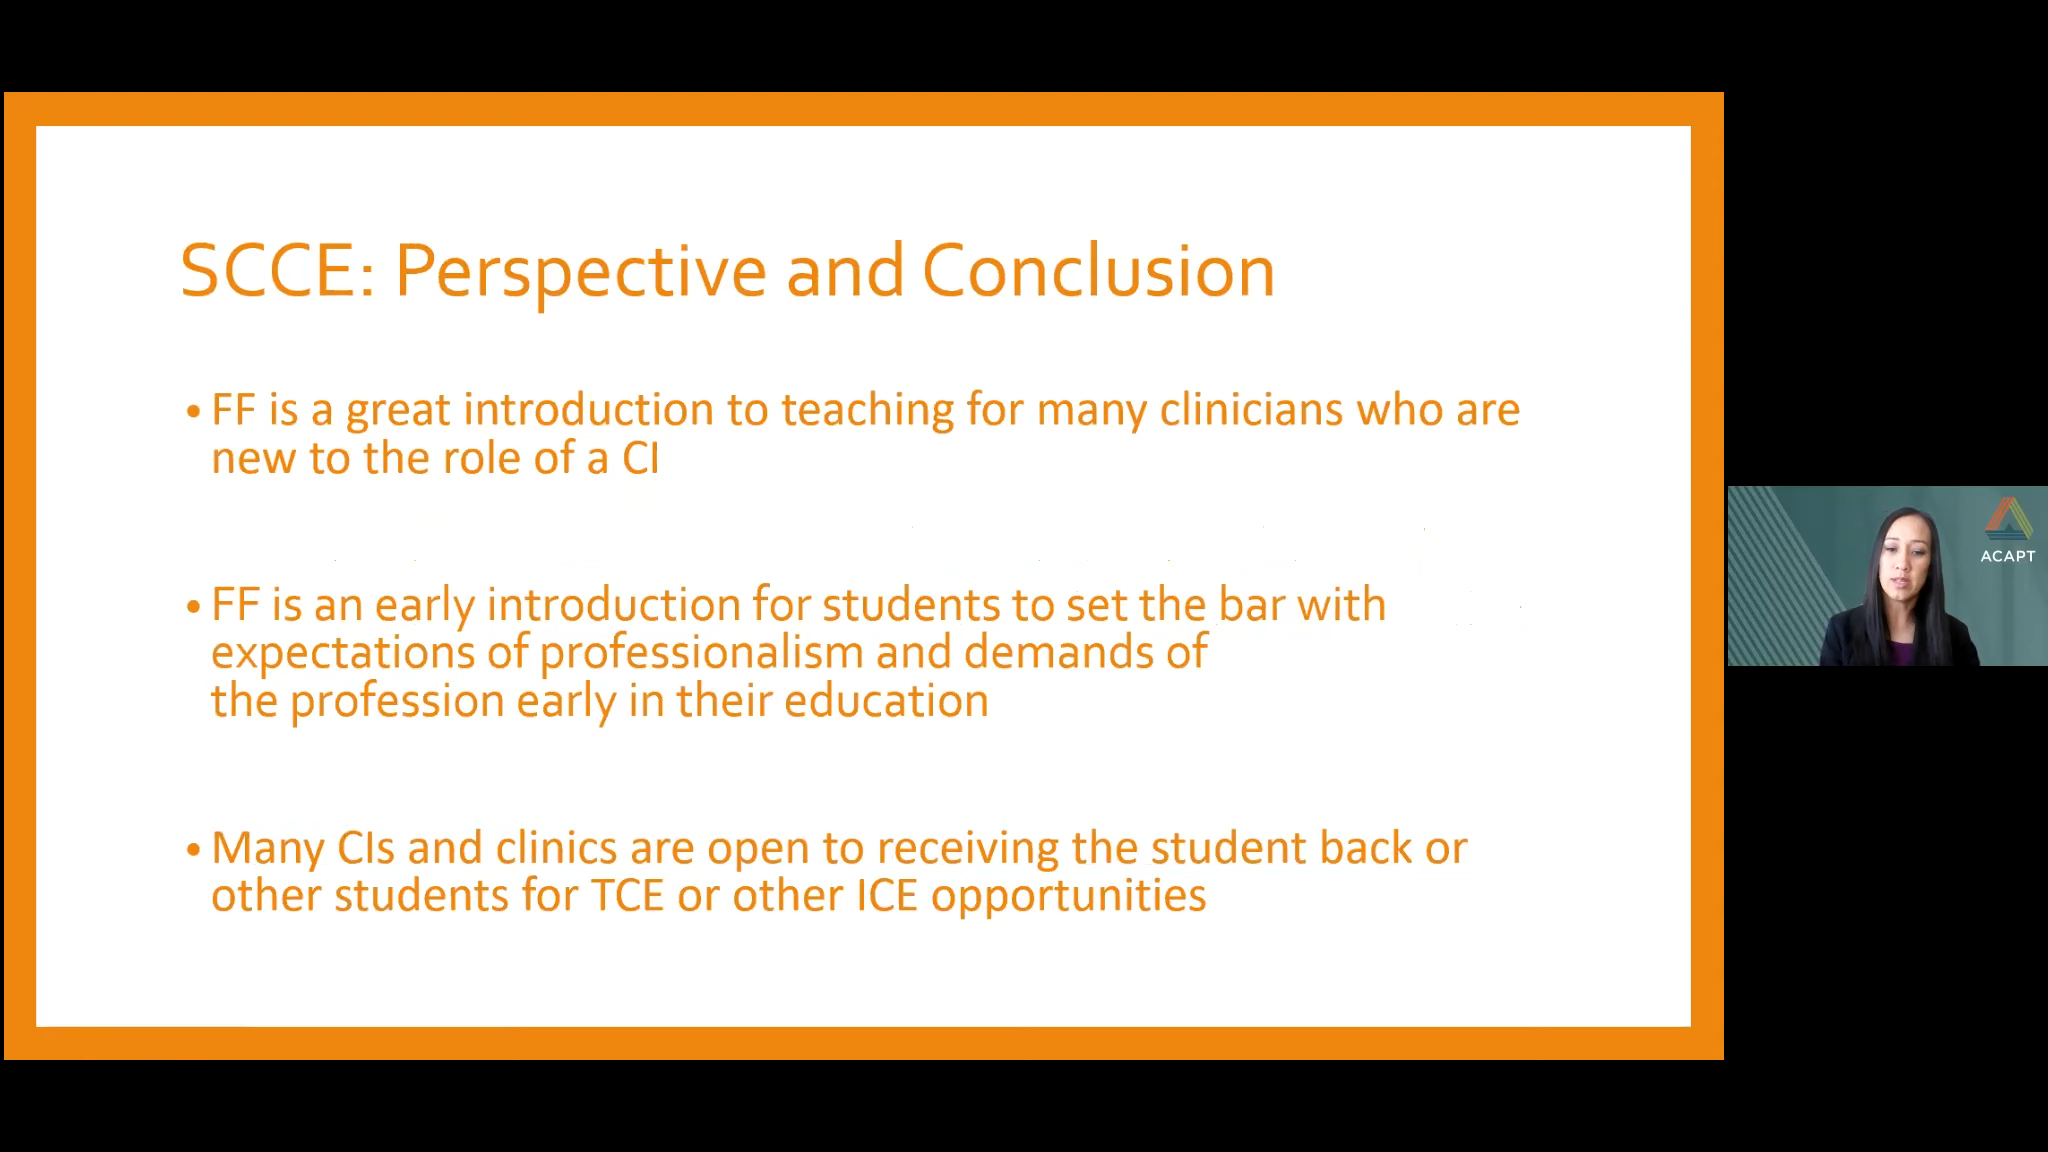 SCCE: Perspective and Conclusion
• FF is a great introduction to teaching for many clinicians who are
new to the role of a CI
• FF is an early introduction for students to set the bar with
expectations of professionalism and demands of
the profession early in their education
• Many CIs and clinics are open to receiving the student back or
other students for TCE or other ICE opportunities
ACAPT